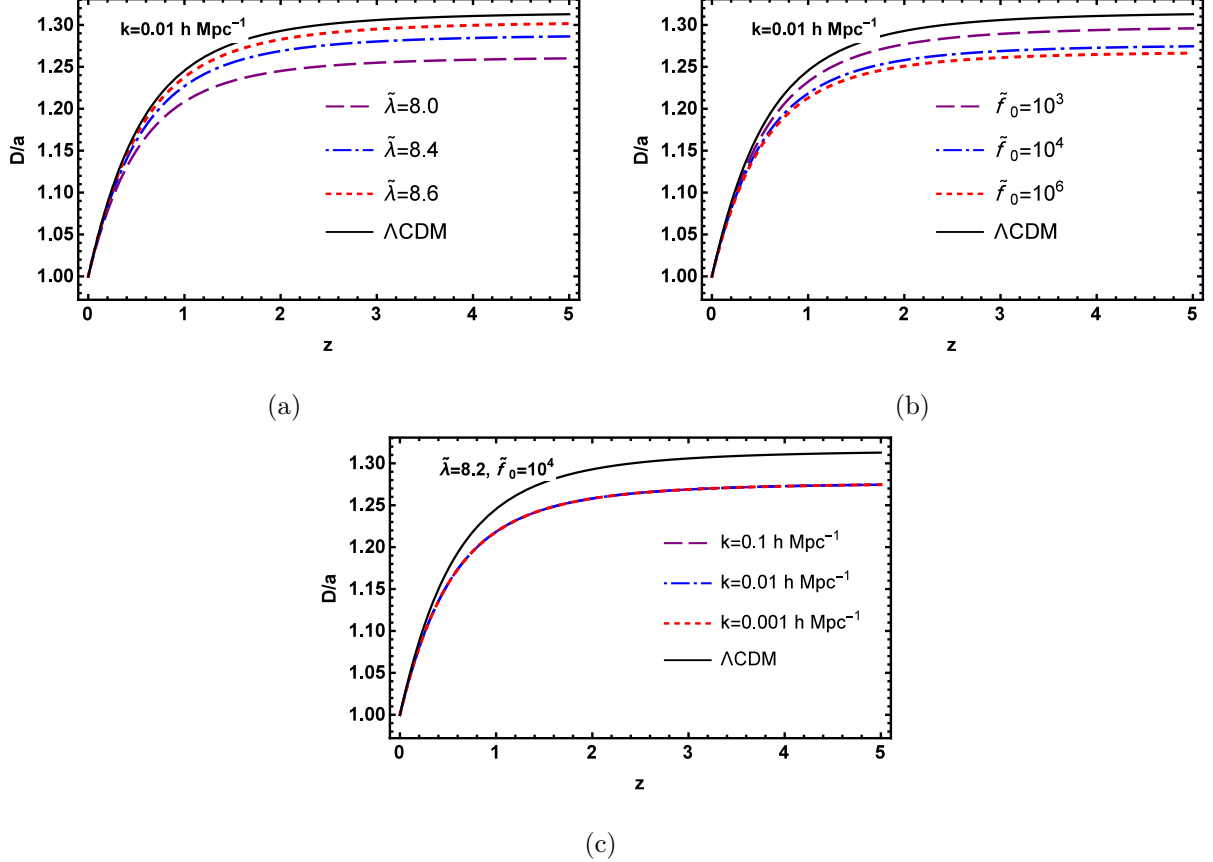 k=0.01 h Mpc⁻¹
D/a
1.30
1.25
1.20
1.15
1.10
1.05
1.00
λ̃=8.0
λ̃=8.4
λ̃=8.6
ΛCDM
0 1 2 3 4 5
z
(a)
k=0.01 h Mpc⁻¹
D/a
1.30
1.25
1.20
1.15
1.10
1.05
1.00
f̃ ₀=10³
f̃ ₀=10⁴
f̃ ₀=10⁶
ΛCDM
0 1 2 3 4 5
z
(b)
λ̃=8.2, f̃ ₀=10⁴
D/a
1.30
1.25
1.20
1.15
1.10
1.05
1.00
k=0.1 h Mpc⁻¹
k=0.01 h Mpc⁻¹
k=0.001 h Mpc⁻¹
ΛCDM
0 1 2 3 4 5
z
(c)